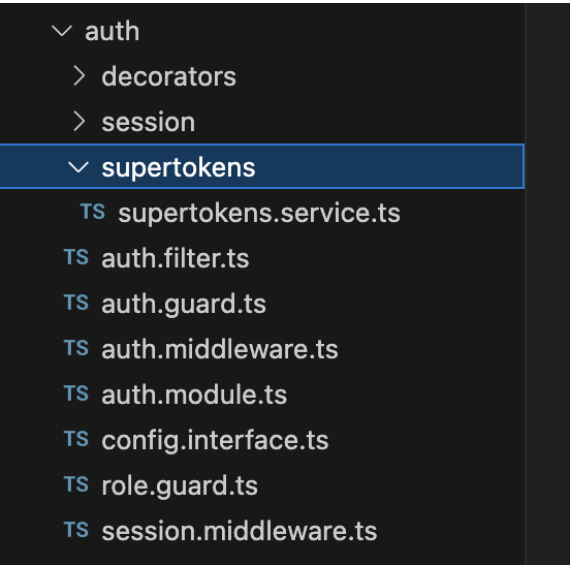 auth
decorators
session
supertokens
TS supertokens.service.ts
TS auth.filter.ts
TS auth.guard.ts
TS auth.middleware.ts
TS auth.module.ts
TS config.interface.ts
TS role.guard.ts
TS session.middleware.ts